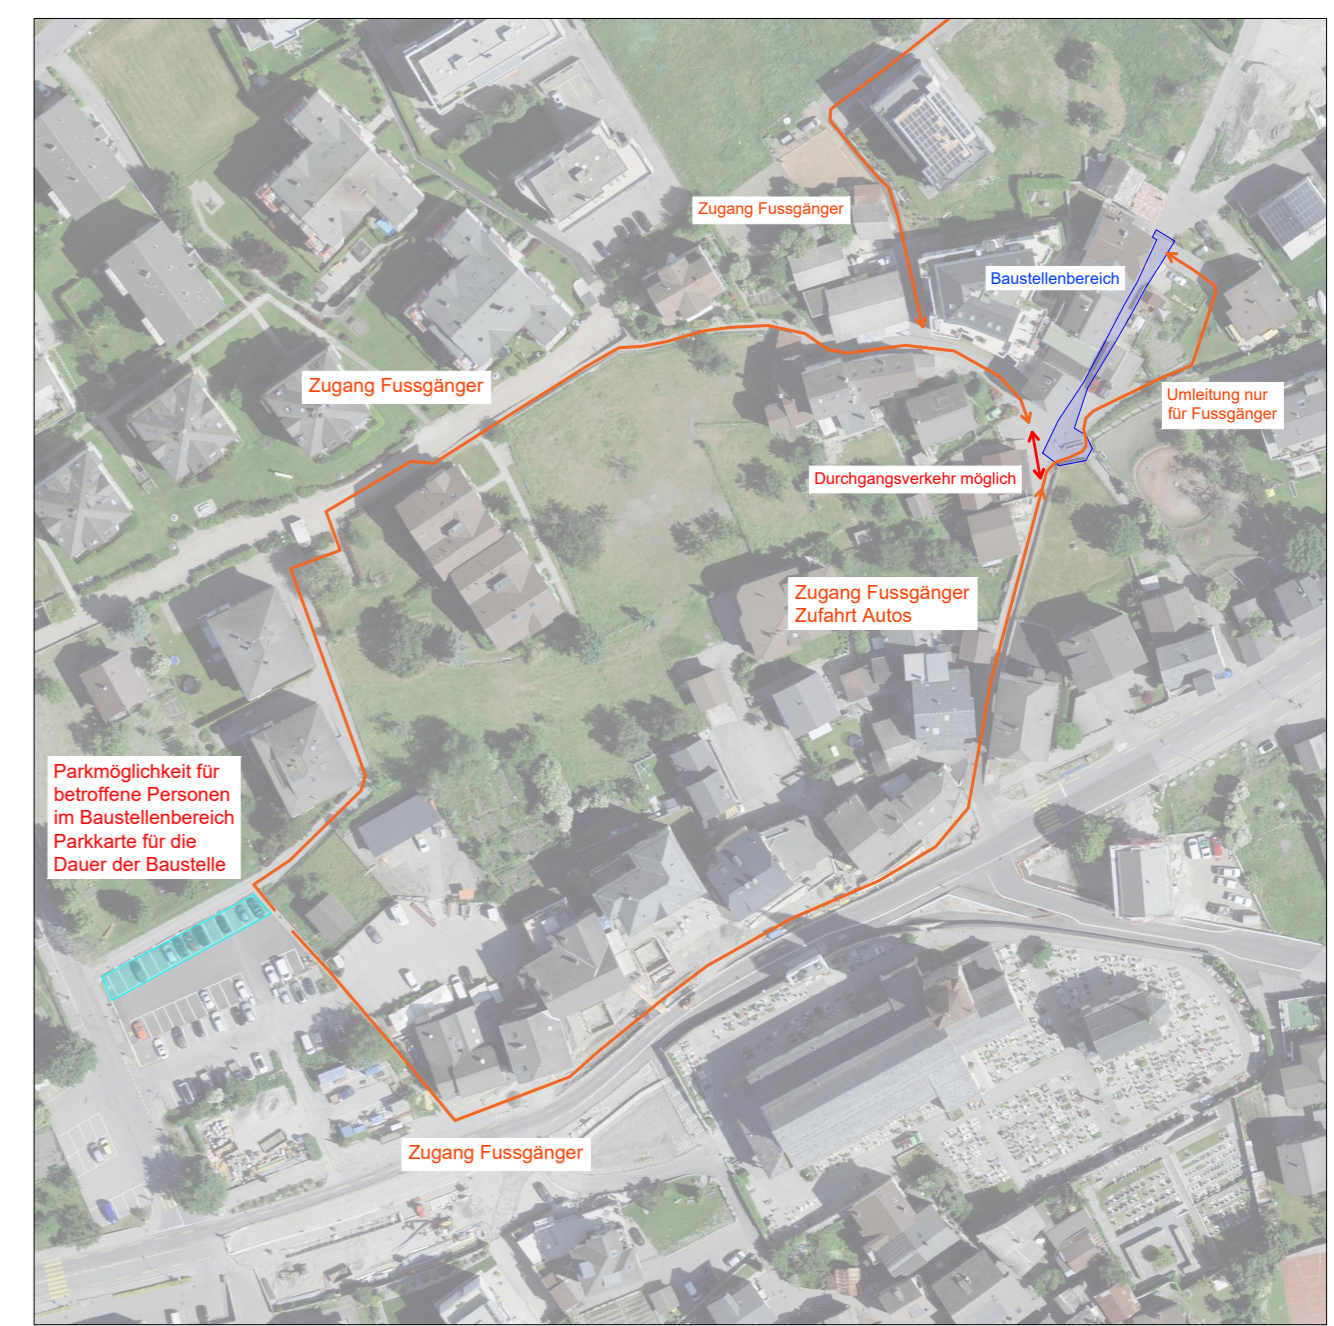 Zugang Fussgänger
Baustellenbereich
Zugang Fussgänger
Umleitung nur
für Fussgänger
Durchgangsverkehr möglich
Zugang Fussgänger
Zufahrt Autos
Parkmöglichkeit für
betroffene Personen
im Baustellenbereich
Parkkarte für die
Dauer der Baustelle
Zugang Fussgänger